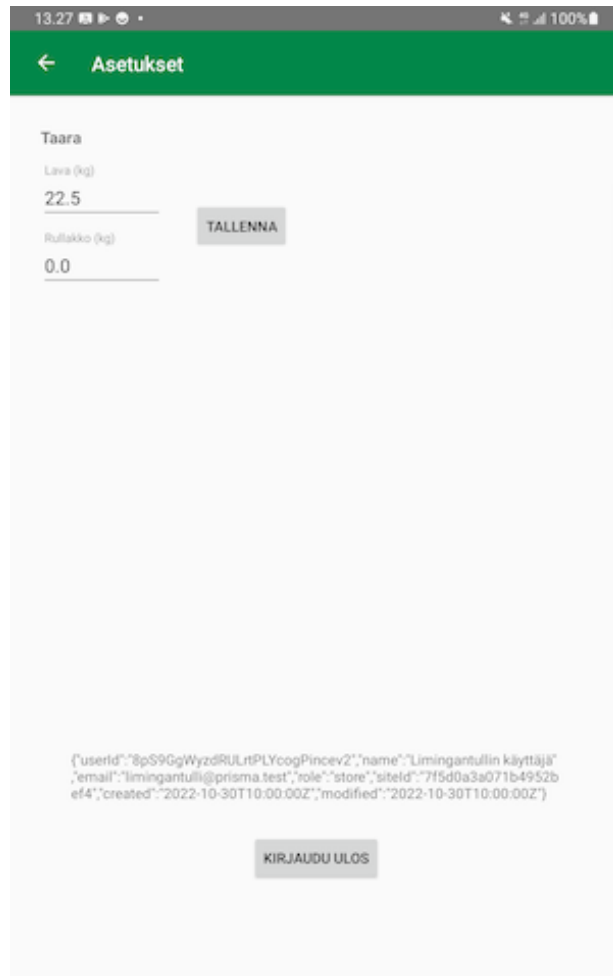 13.27 100%
Asetukset
Taara
Lava (kg)
22.5
TALLENNA
Rullakko (kg)
0.0
{"userId":"8pS9GgWyzdRULrtPLYcogPincev2","name":"Limingantullin käyttäjä"
,"email":"limingantulli@prisma.test","role":"store","siteId":"7f5d0a3a071b4952b
ef4","created":"2022-10-30T10:00:00Z","modified":"2022-10-30T10:00:00Z"}
KIRJAUDU ULOS